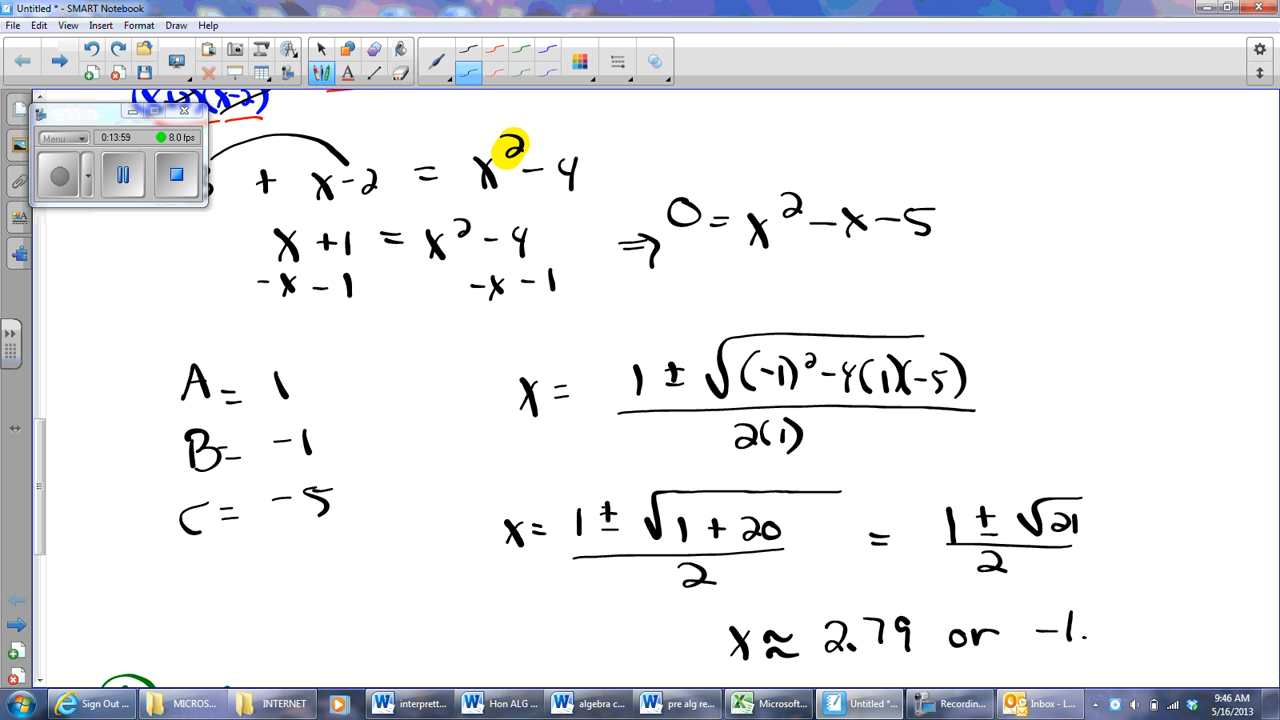 Untitled * - SMART Notebook
File Edit View Insert Format Draw Help
(x+2)(x-2)
Menu 0:13:59 8.0 fps
3 + x-2 = x² - 4
x +1 = x² - 4 ⇒ 0 = x² - x - 5
-x - 1 -x - 1
A = 1
B = -1
C = -5
x = 1 ± √(-1)² - 4(1)(-5)
2(1)
x = 1 ± √1 + 20 = 1 ± √21
2 2
x ≈ 2.79 or -1.
Sign Out ... MICROS... INTERNET interprett... Hon ALG ... algebra c... pre alg re... Microsoft... Untitled *... Recordin... Inbox - M...
9:46 AM
5/16/2013